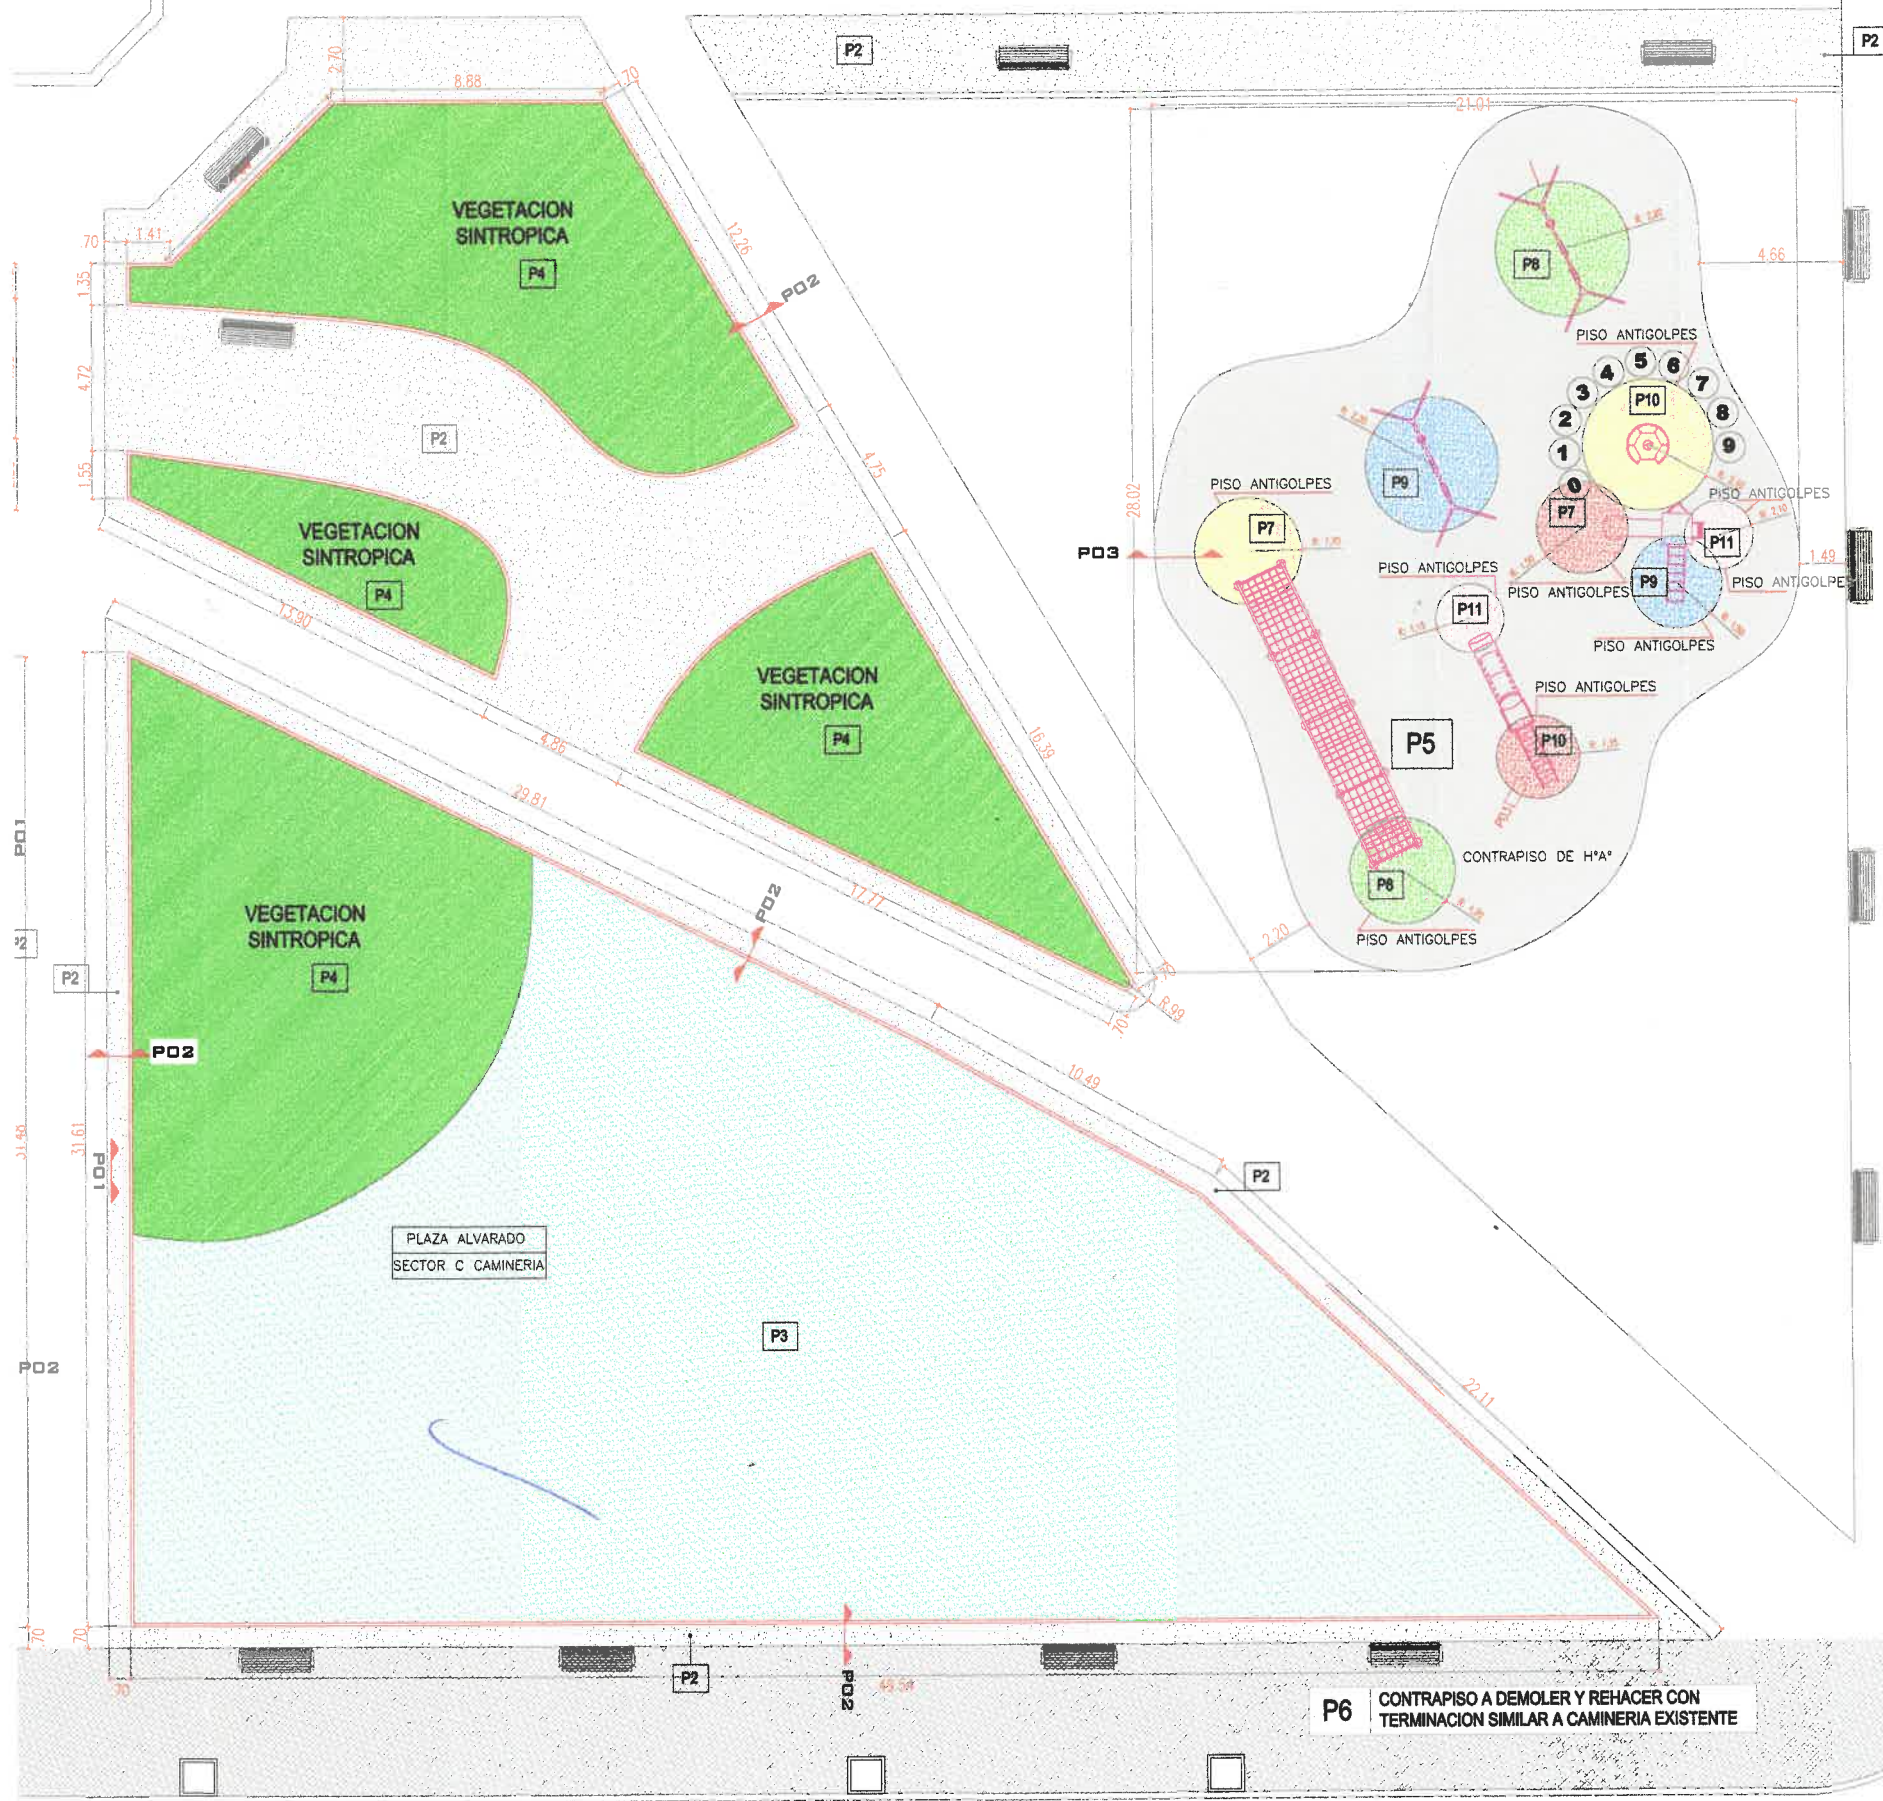 P2
P2
2.70
8.88
.70
21.01
VEGETACION
SINTROPICA
P4
.70
1.41
12.26
PO2
4.66
P8
1.35
PISO ANTIGOLPES
4.72
0
1
2
3
4
5
6
7
8
9
P10
P2
4.75
1.55
P9
PISO ANTIGOLPES
PISO ANTIGOLPES
P7
P7
28.02
VEGETACION
SINTROPICA
P4
PO3
P11
1.49
PISO ANTIGOLPES
PISO ANTIGOLPES
P9
PISO ANTIGOLPE
P11
PISO ANTIGOLPES
13.90
VEGETACION
SINTROPICA
P4
PISO ANTIGOLPES
4.86
16.39
P5
P10
29.81
PO1
CONTRAPISO DE H°A°
P6
17.77
PO2
VEGETACION
SINTROPICA
P4
PISO ANTIGOLPES
2.20
P2
.70
R.99
.70
PO2
10.49
31.61
PO1
P2
PLAZA ALVARADO
SECTOR C CAMINERIA
P3
PO2
22.11
.70
.70
P2
.70
PO2
P6
CONTRAPISO A DEMOLER Y REHACER CON
TERMINACION SIMILAR A CAMINERIA EXISTENTE